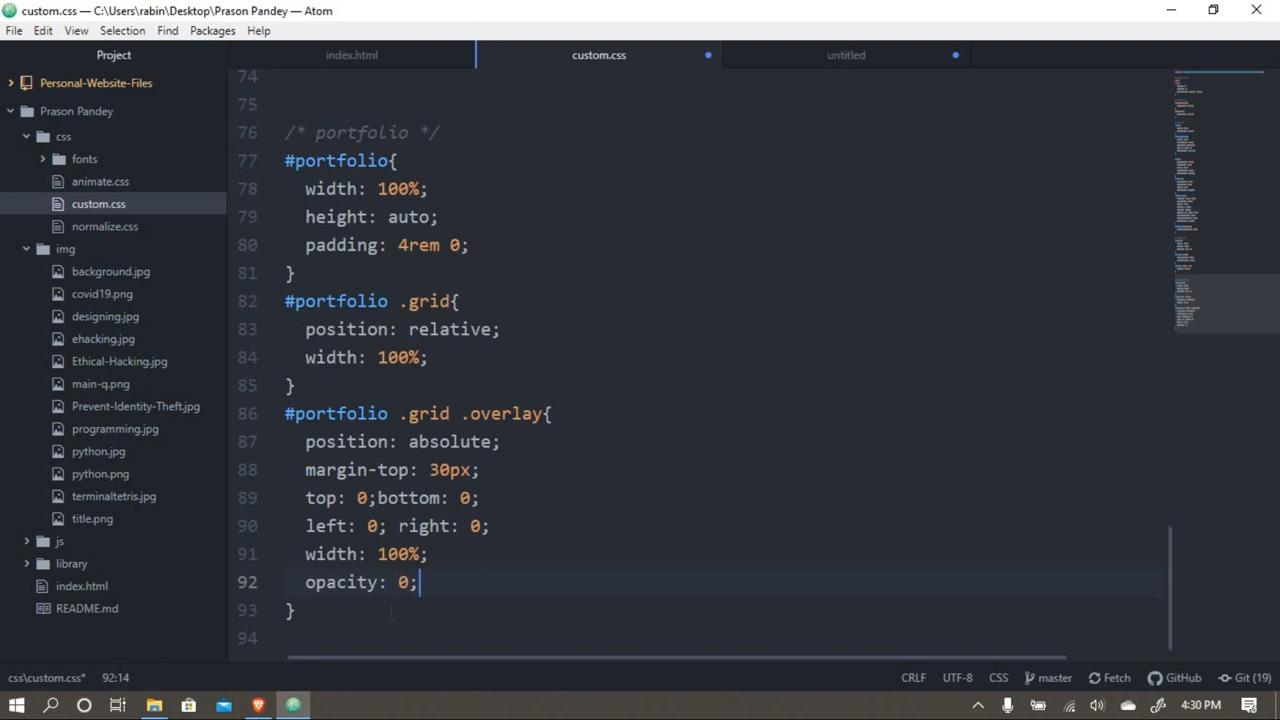 custom.css — C:\Users\rabin\Desktop\Prason Pandey — Atom
File Edit View Selection Find Packages Help
Project
index.html
custom.css
untitled
Personal-Website-Files
Prason Pandey
css
fonts
animate.css
custom.css
normalize.css
img
background.jpg
covid19.png
designing.jpg
ehacking.jpg
Ethical-Hacking.jpg
main-q.png
Prevent-Identity-Theft.jpg
programming.jpg
python.jpg
python.png
terminaltetris.jpg
title.png
js
library
index.html
README.md
74
75
76 /* portfolio */
77 #portfolio{
78 width: 100%;
79 height: auto;
80 padding: 4rem 0;
81 }
82 #portfolio .grid{
83 position: relative;
84 width: 100%;
85 }
86 #portfolio .grid .overlay{
87 position: absolute;
88 margin-top: 30px;
89 top: 0;bottom: 0;
90 left: 0; right: 0;
91 width: 100%;
92 opacity: 0;
93 }
94
css\custom.css* 92:14 CRLF UTF-8 CSS master Fetch GitHub Git (19)
4:30 PM